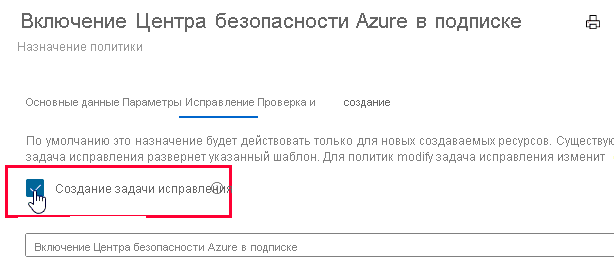 Включение Центра безопасности Azure в подписке
Назначение политики
Основные данные Параметры Исправление Проверка и создание
По умолчанию это назначение будет действовать только для новых создаваемых ресурсов. Существую
задача исправления развернет указанный шаблон. Для политик modify задача исправления изменит
Создание задачи исправления
Включение Центра безопасности Azure в подписке